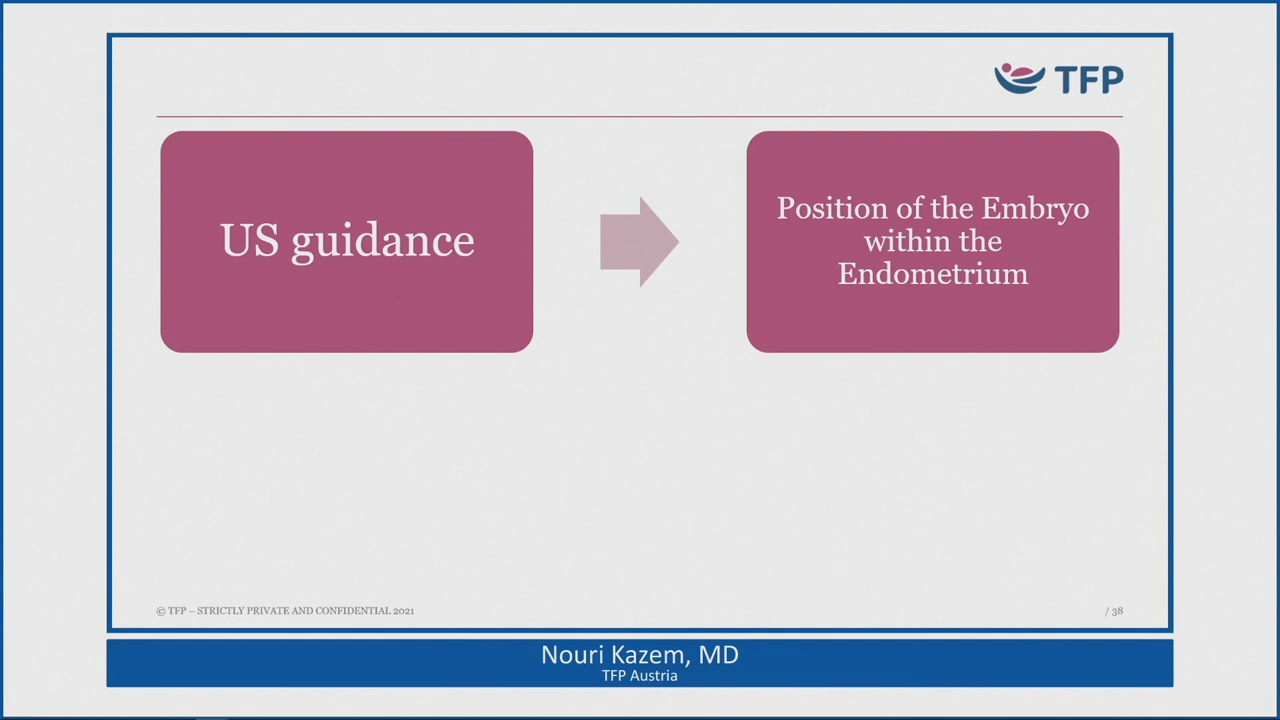 TFP
US guidance
Position of the Embryo
within the
Endometrium
© TFP – STRICTLY PRIVATE AND CONFIDENTIAL 2021
/ 38
Nouri Kazem, MD
TFP Austria